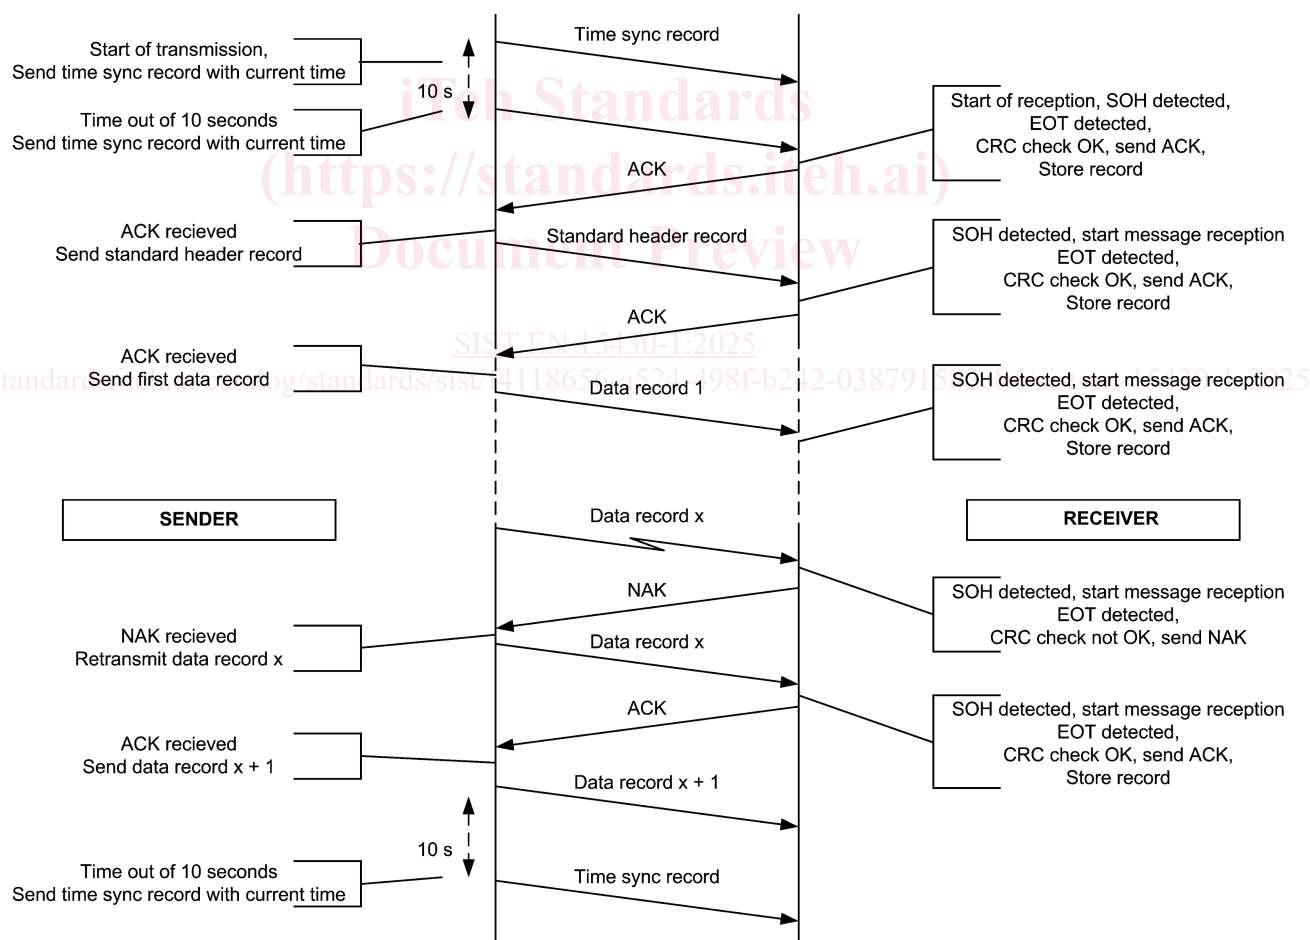 Time sync record
Start of transmission,
Send time sync record with current time
10 s
iTeh Standards
Start of reception, SOH detected,
EOT detected,
CRC check OK, send ACK,
Store record
Time out of 10 seconds
Send time sync record with current time
(https://standards.iteh.ai)
ACK
ACK recieved
Send standard header record
Standard header record
Document Preview
SOH detected, start message reception
EOT detected,
CRC check OK, send ACK,
Store record
ACK
SIST EN 15430-1:2025
ACK recieved
Send first data record
Data record 1
SOH detected, start message reception
EOT detected,
CRC check OK, send ACK,
Store record
SENDER
Data record x
RECEIVER
NAK
SOH detected, start message reception
EOT detected,
CRC check not OK, send NAK
NAK recieved
Retransmit data record x
Data record x
ACK
SOH detected, start message reception
EOT detected,
CRC check OK, send ACK,
Store record
ACK recieved
Send data record x + 1
Data record x + 1
10 s
Time out of 10 seconds
Send time sync record with current time
Time sync record